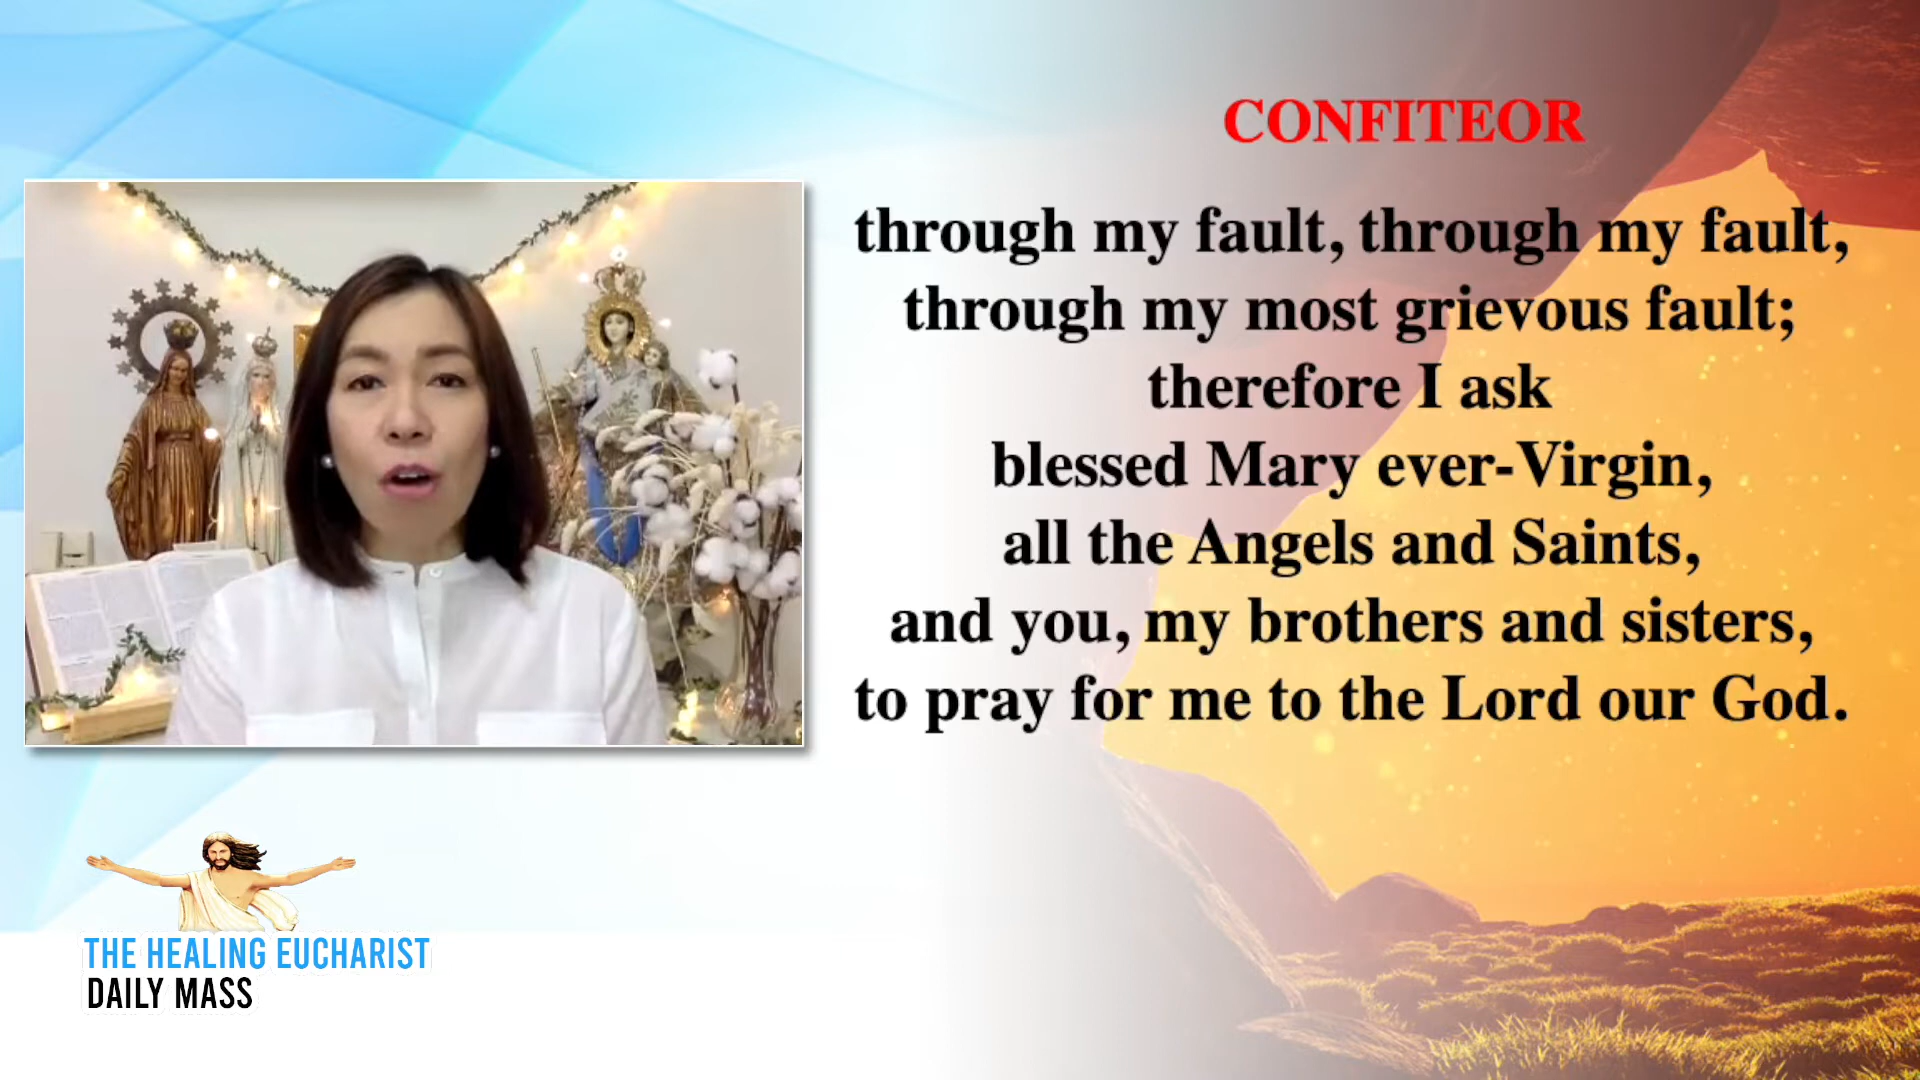 CONFITEOR
through my fault, through my fault,
through my most grievous fault;
therefore I ask
blessed Mary ever-Virgin,
all the Angels and Saints,
and you, my brothers and sisters,
to pray for me to the Lord our God.
THE HEALING EUCHARIST
DAILY MASS